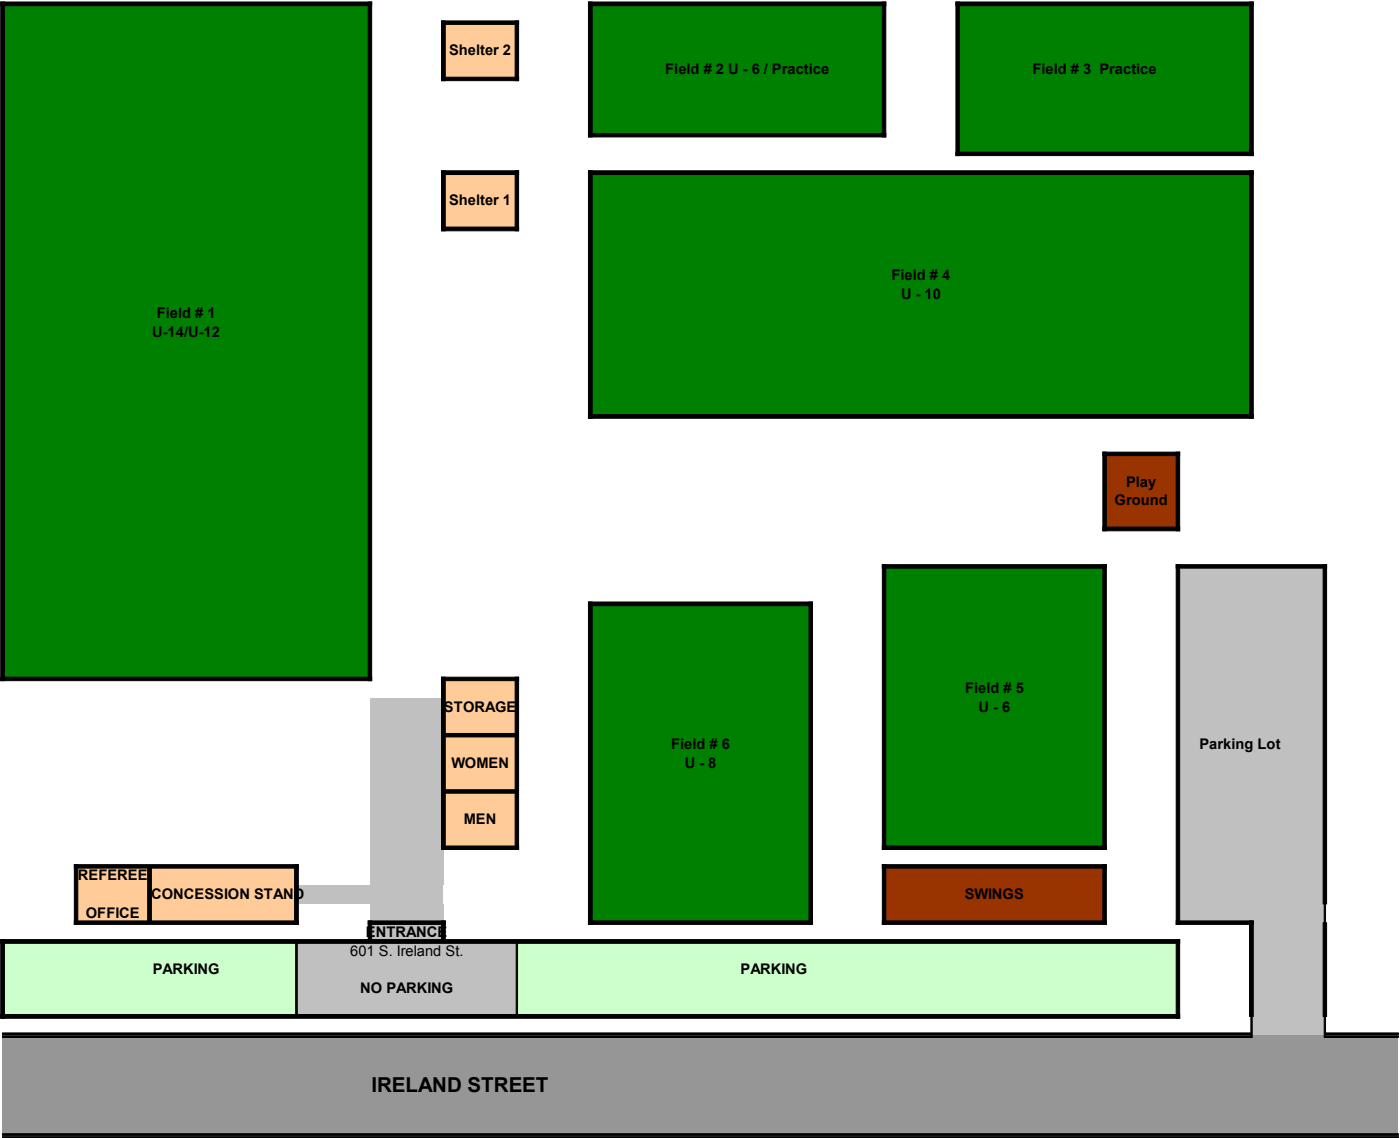 Shelter 2
Field # 2 U - 6 / Practice
Field # 3  Practice
Shelter 1
Field # 4
U - 10
Field # 1
U-14/U-12
Play
Ground
Field # 5
U - 6
STORAGE
Field # 6
U - 8
Parking Lot
WOMEN
MEN
REFEREE
OFFICE
CONCESSION STAND
SWINGS
ENTRANCE
601 S. Ireland St.
PARKING
NO PARKING
PARKING
IRELAND STREET